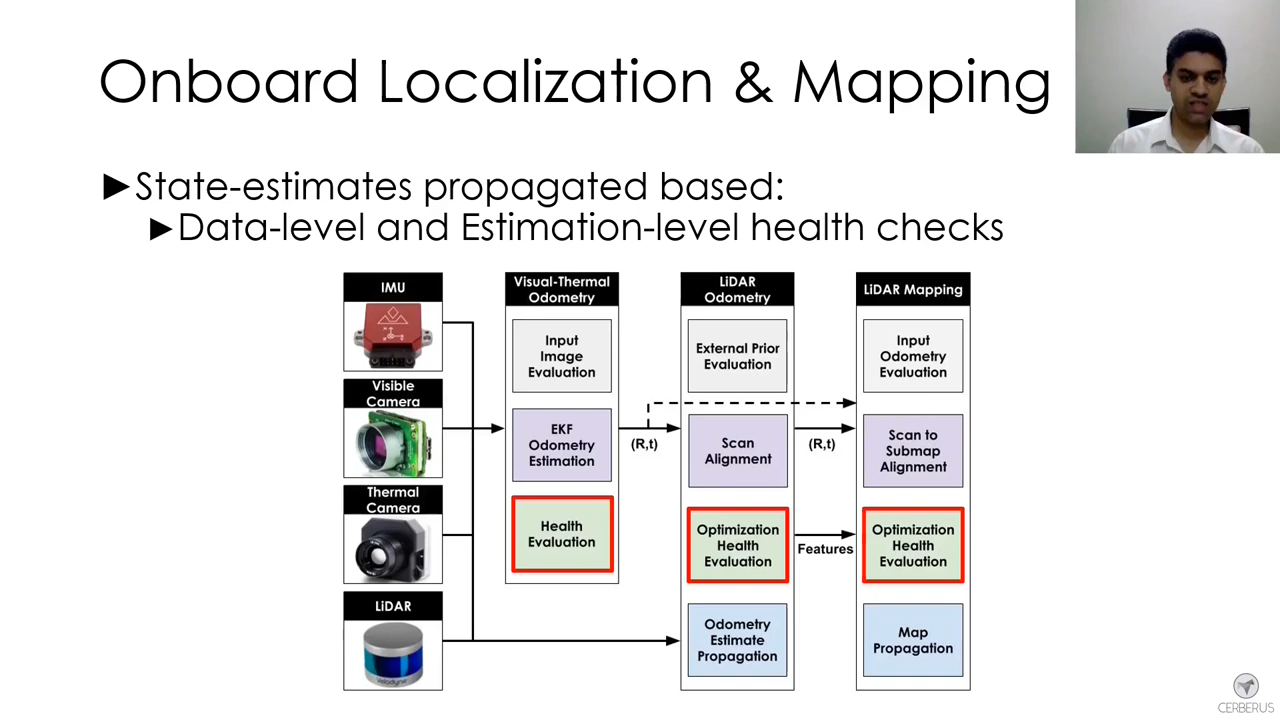 Onboard Localization & Mapping
►State-estimates propagated based:
►Data-level and Estimation-level health checks
IMU
Visible
Camera
Thermal
Camera
LiDAR
Velodyne
Visual-Thermal
Odometry
Input
Image
Evaluation
EKF
Odometry
Estimation
Health
Evaluation
(R,t)
LiDAR
Odometry
External Prior
Evaluation
Scan
Alignment
Optimization
Health
Evaluation
Odometry
Estimate
Propagation
(R,t)
Features
LiDAR Mapping
Input
Odometry
Evaluation
Scan to
Submap
Alignment
Optimization
Health
Evaluation
Map
Propagation
CERBERUS